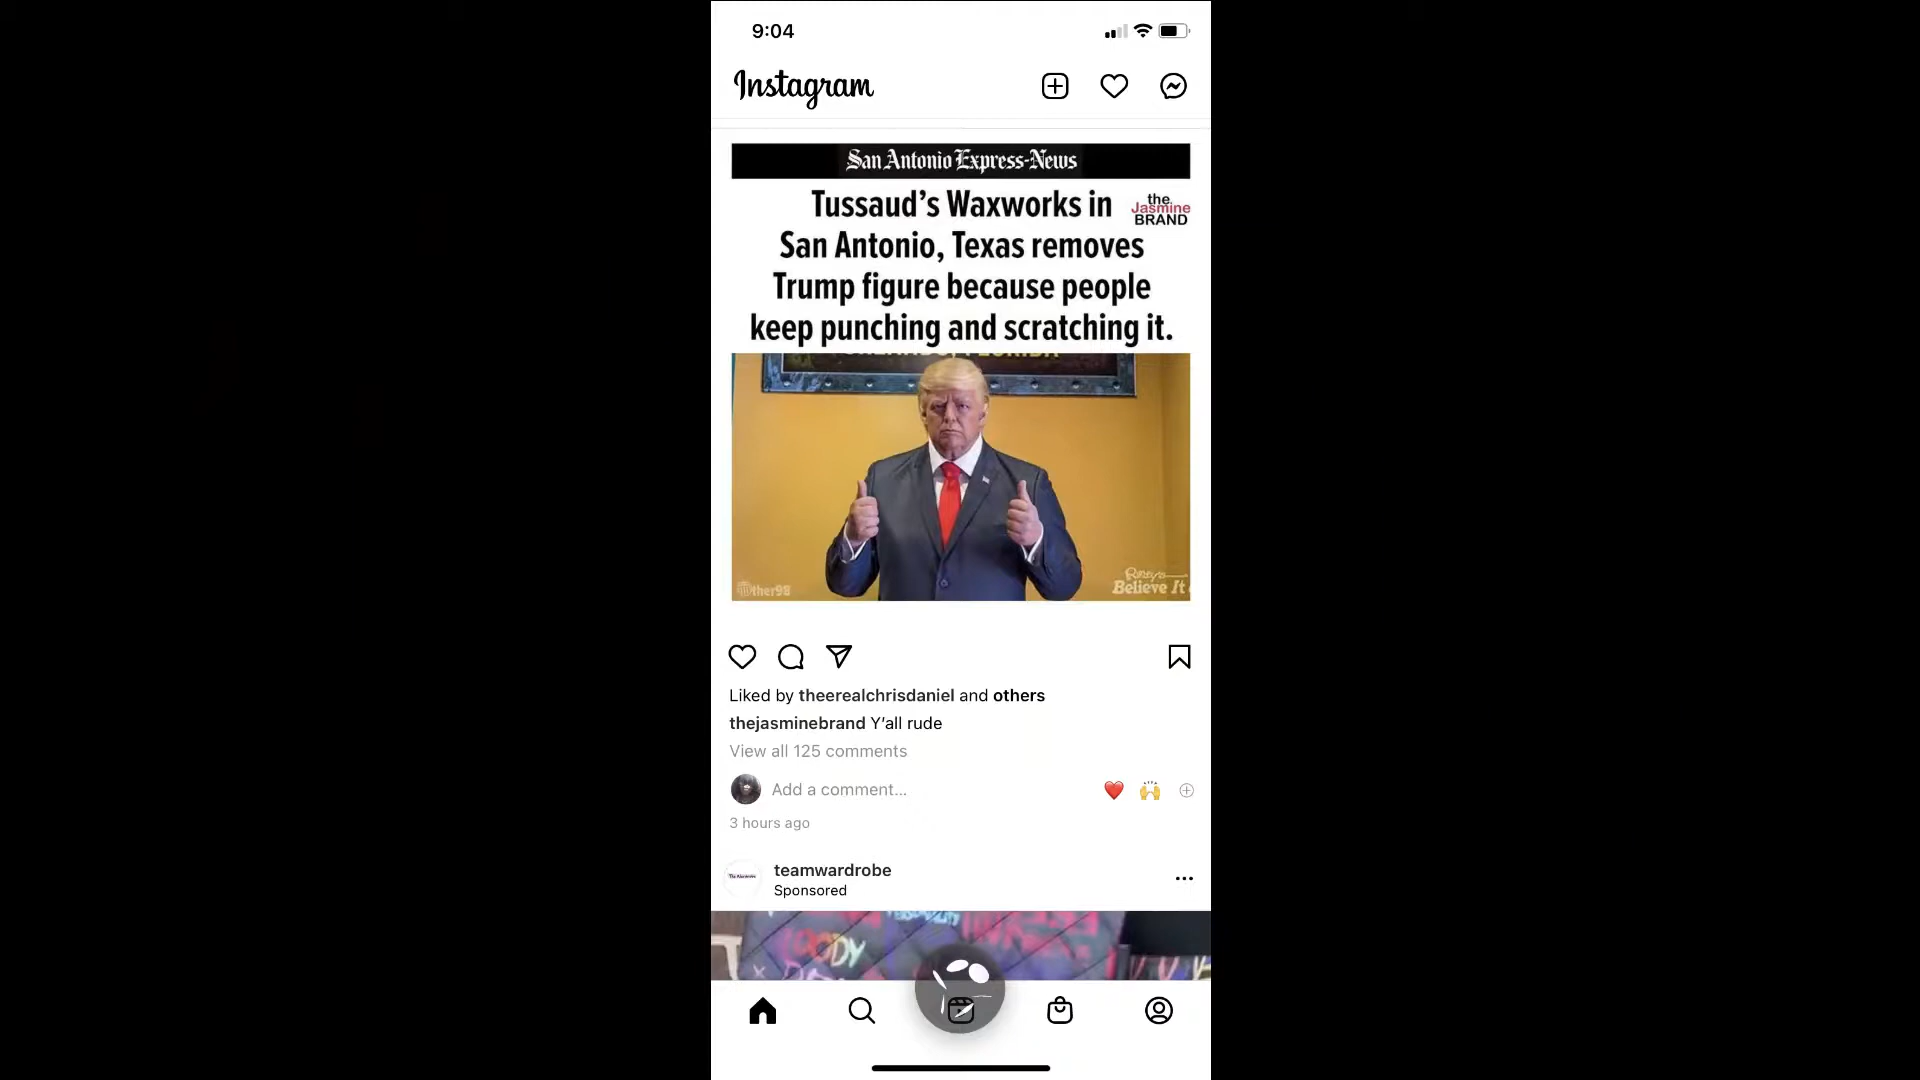 9:04
Instagram
San Antonio Express-News
Tussaud's Waxworks in
San Antonio, Texas removes
Trump figure because people
keep punching and scratching it.
the
Jasmine
BRAND
Other98
Ripley's
Believe It
Liked by theerealchrisdaniel and others
thejasminebrand Y'all rude
View all 125 comments
Add a comment...
3 hours ago
teamwardrobe
Sponsored